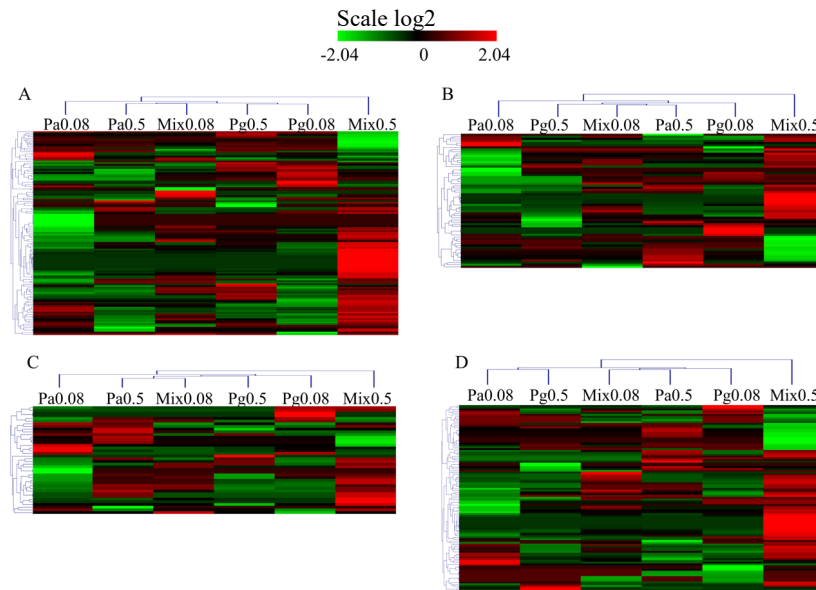 Scale log2
-2.04 0 2.04
A
Pa0.08 Pa0.5 Mix0.08 Pg0.5 Pg0.08 Mix0.5
B
Pa0.08 Pg0.5 Mix0.08 Pa0.5 Pg0.08 Mix0.5
C
Pa0.08 Pa0.5 Mix0.08 Pg0.5 Pg0.08 Mix0.5
D
Pa0.08 Pg0.5 Mix0.08 Pa0.5 Pg0.08 Mix0.5